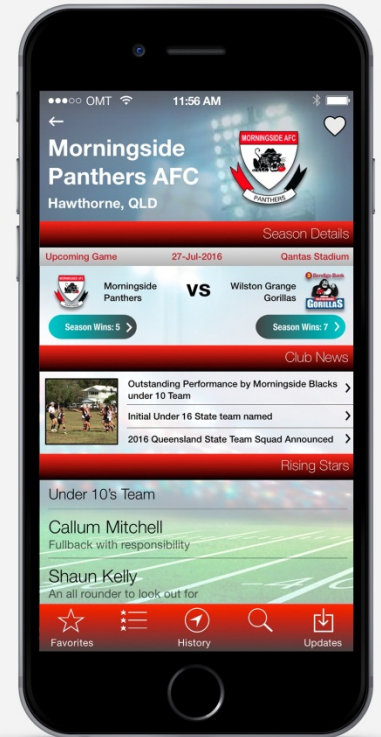 OMT 11:56 AM
Morningside
Panthers AFC
Hawthorne, QLD
MORNINGSIDE AFC
PANTHERS
Season Details
Upcoming Game 27-Jul-2016 Qantas Stadium
Morningside
Panthers
VS
Wilston Grange
Gorillas
Bendigo Bank
GORILLAS
Season Wins: 5
Season Wins: 7
Club News
Outstanding Performance by Morningside Blacks
under 10 Team
Initial Under 16 State team named
2016 Queensland State Team Squad Announced
Rising Stars
Under 10's Team
Callum Mitchell
Fullback with responsibility
Shaun Kelly
An all rounder to look out for
Favorites History Updates